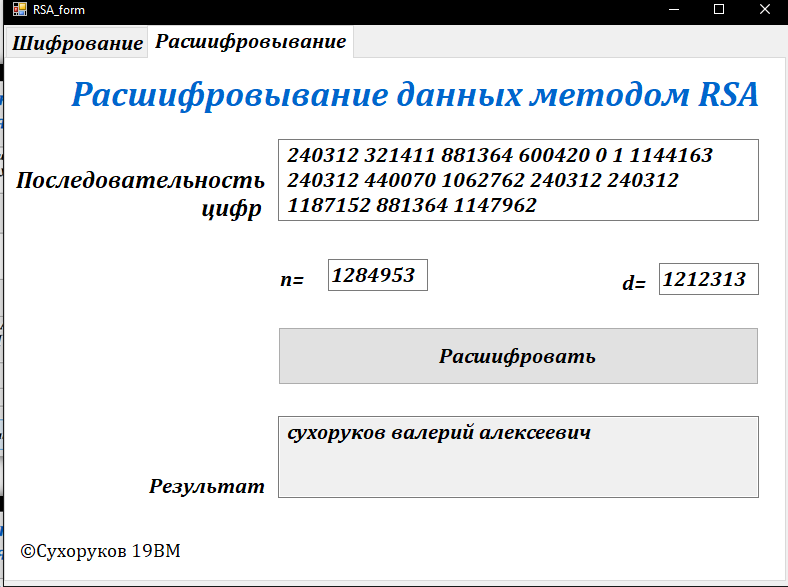 RSA_form
Шифрование Расшифровывание
Расшифровывание данных методом RSA
240312 321411 881364 600420 0 1 1144163
Последовательность 240312 440070 1062762 240312 240312
цифр 1187152 881364 1147962
n= 1284953 d= 1212313
Расшифровать
сухоруков валерий алексеевич
Результат
©Сухоруков 19ВМ